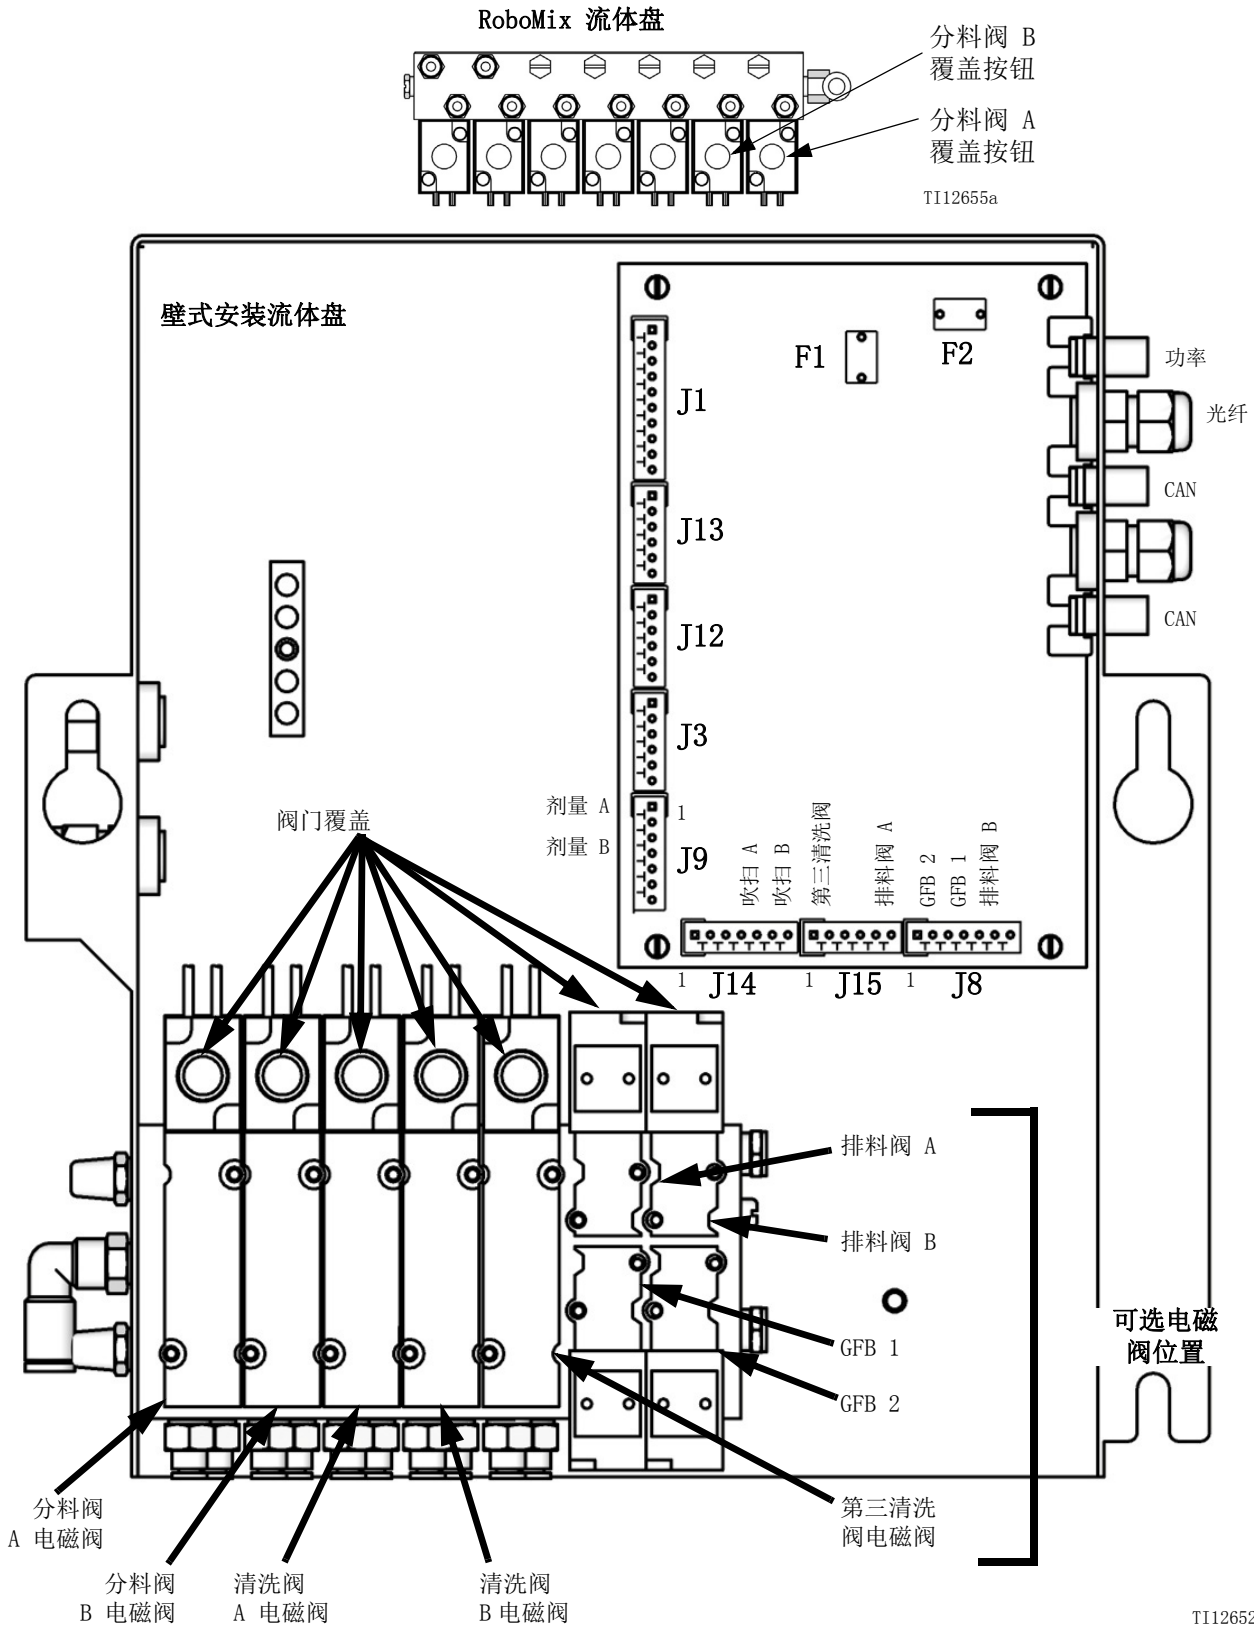 RoboMix 流体盘
分料阀 B
覆盖按钮
分料阀 A
覆盖按钮
TI12655a
壁式安装流体盘
F1
F2
功率
J1
光纤
CAN
J13
CAN
J12
J3
剂量 A
1
阀门覆盖
剂量 B
J9
吹扫 A
吹扫 B
第三清洗阀
排料阀 A
GFB 2
GFB 1
排料阀 B
1
J14
1
J15
1
J8
排料阀 A
排料阀 B
GFB 1
GFB 2
可选电磁
阀位置
第三清洗
阀电磁阀
分料阀
A 电磁阀
分料阀
B 电磁阀
清洗阀
A 电磁阀
清洗阀
B 电磁阀
TI12652